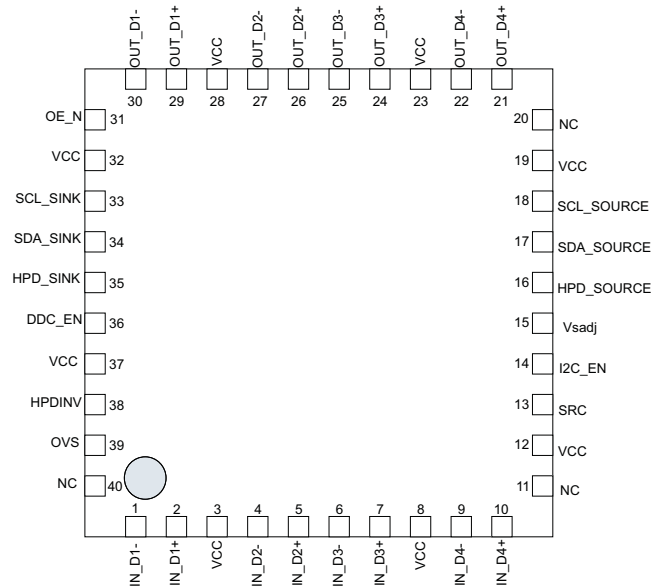 OUT_D1- OUT_D1+ VCC OUT_D2- OUT_D2+ OUT_D3- OUT_D3+ VCC OUT_D4- OUT_D4+
30 29 28 27 26 25 24 23 22 21
OE_N 31 20 NC
VCC 32 19 VCC
SCL_SINK 33 18 SCL_SOURCE
SDA_SINK 34 17 SDA_SOURCE
HPD_SINK 35 16 HPD_SOURCE
DDC_EN 36 15 Vsadj
VCC 37 14 I2C_EN
HPDINV 38 13 SRC
OVS 39 12 VCC
NC 40 11 NC
1 2 3 4 5 6 7 8 9 10
IN_D1- IN_D1+ VCC IN_D2- IN_D2+ IN_D3- IN_D3+ VCC IN_D4- IN_D4+